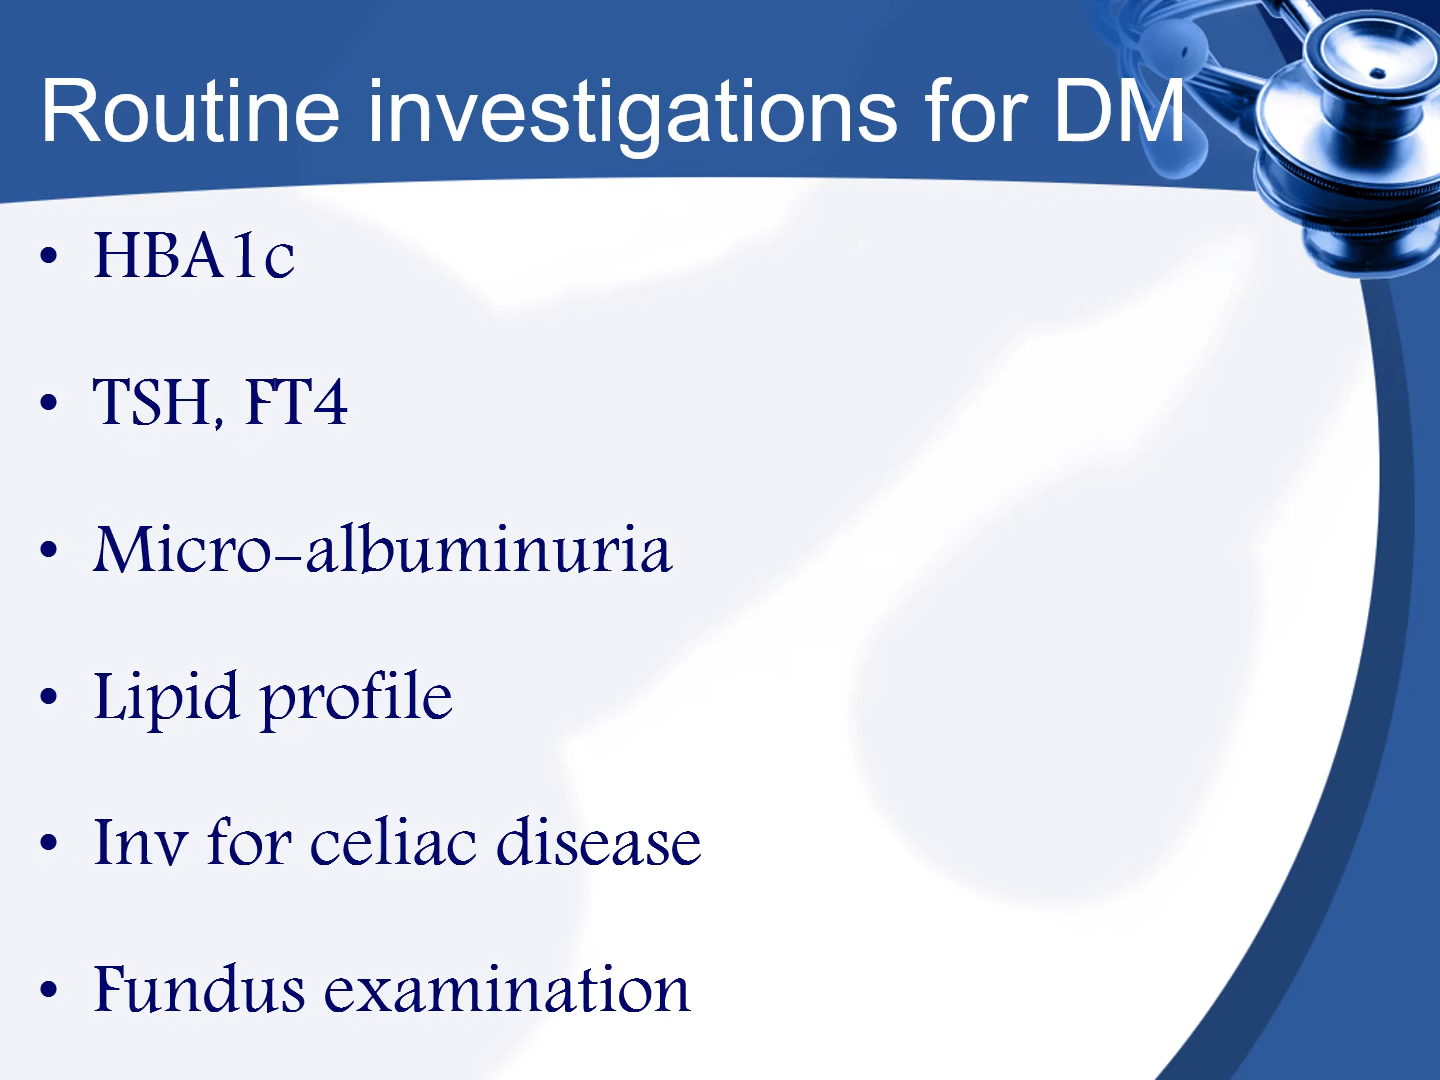 Routine investigations for DM
• HBA1c
• TSH, FT4
• Micro-albuminuria
• Lipid profile
• Inv for celiac disease
• Fundus examination